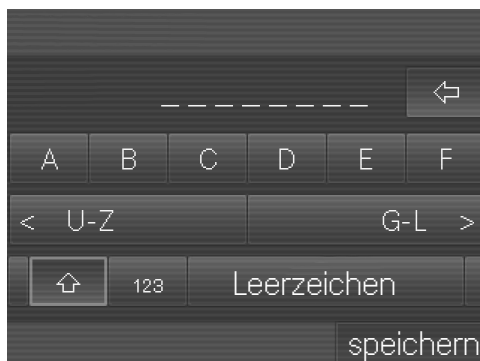 _ _ _ _ _ _ _ _ _
A B C D E F
< U-Z G-L >
123 Leerzeichen
speichern